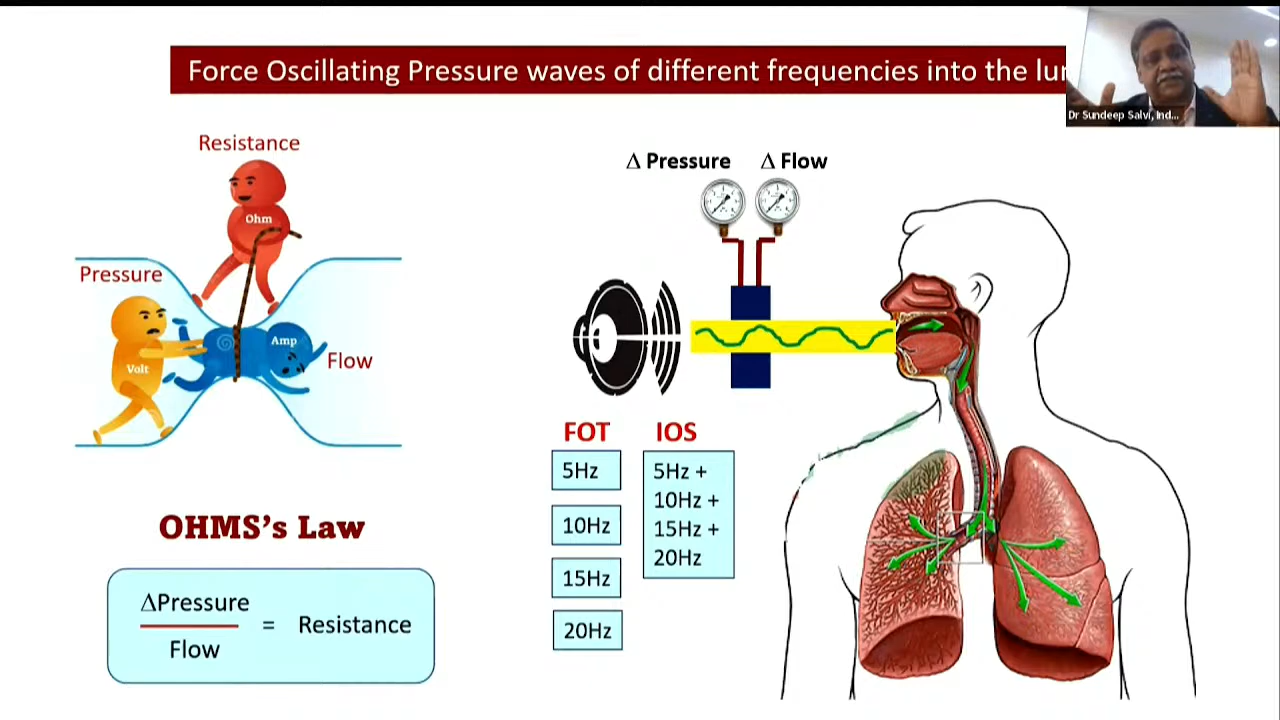 Force Oscillating Pressure waves of different frequencies into the
Dr Sundeep Salvi, Ind...
Resistance
Ohm
Pressure
Volt
Amp
Flow
Δ Pressure Δ Flow
FOT IOS
5Hz
10Hz
15Hz
20Hz
5Hz +
10Hz +
15Hz +
20Hz
OHMS's Law
ΔPressure
Flow
= Resistance